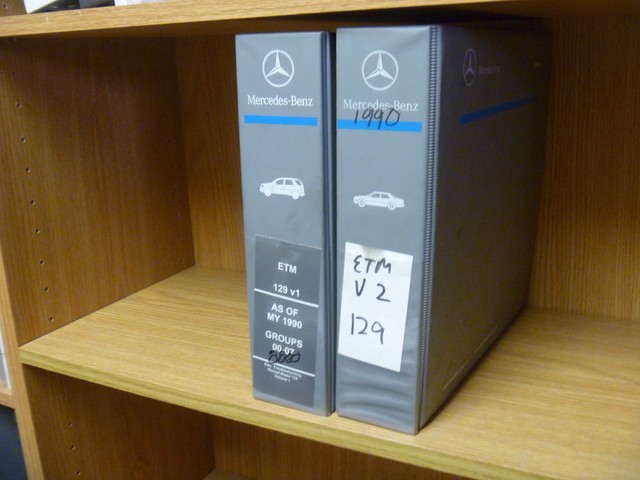 Mercedes-Benz
ETM
129 v1
AS OF
MY 1990
GROUPS
00-07
Mercedes-Benz
1990
ETM
V 2
129